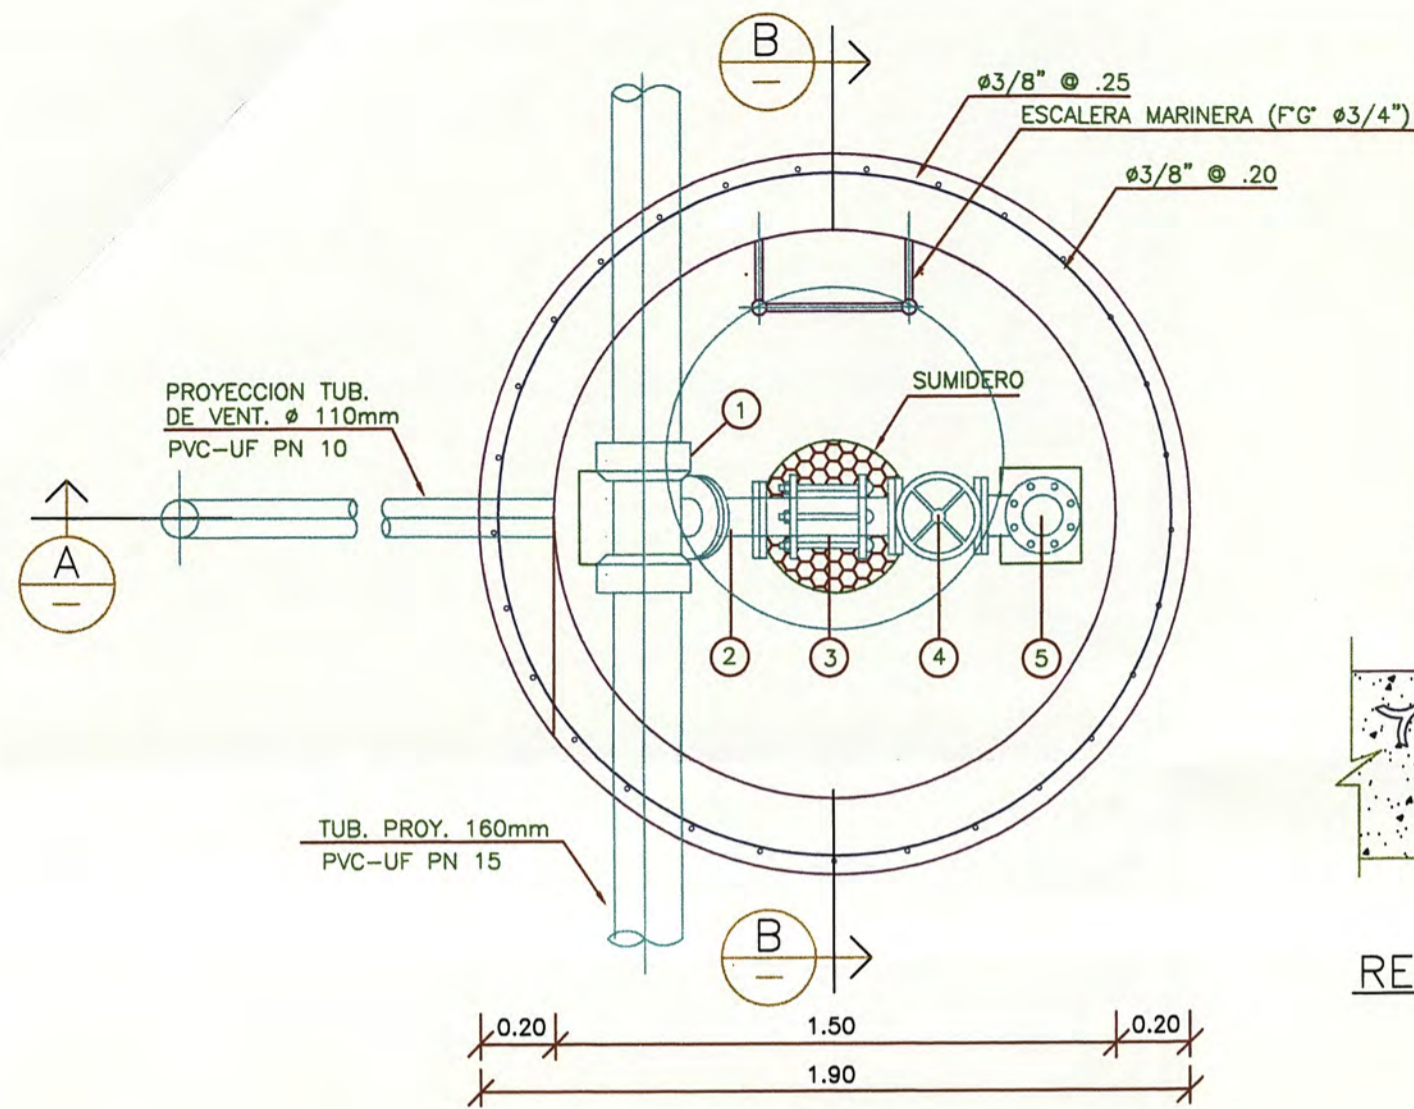 B
ø3/8" @ .25
ESCALERA MARINERA (F°G° ø3/4")
ø3/8" @ .20
PROYECCION TUB.
DE VENT. ø 110mm
PVC-UF PN 10
SUMIDERO
1
A
2
3
4
5
TUB. PROY. 160mm
PVC-UF PN 15
B
RE
0.20
1.50
0.20
1.90